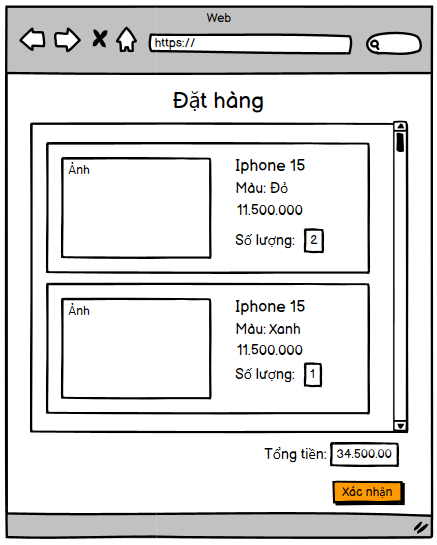 Web
https://
Đặt hàng
Ảnh
Iphone 15
Màu: Đỏ
11.500.000
Số lượng: 2
Ảnh
Iphone 15
Màu: Xanh
11.500.000
Số lượng: 1
Tổng tiền: 34.500.00
Xác nhận